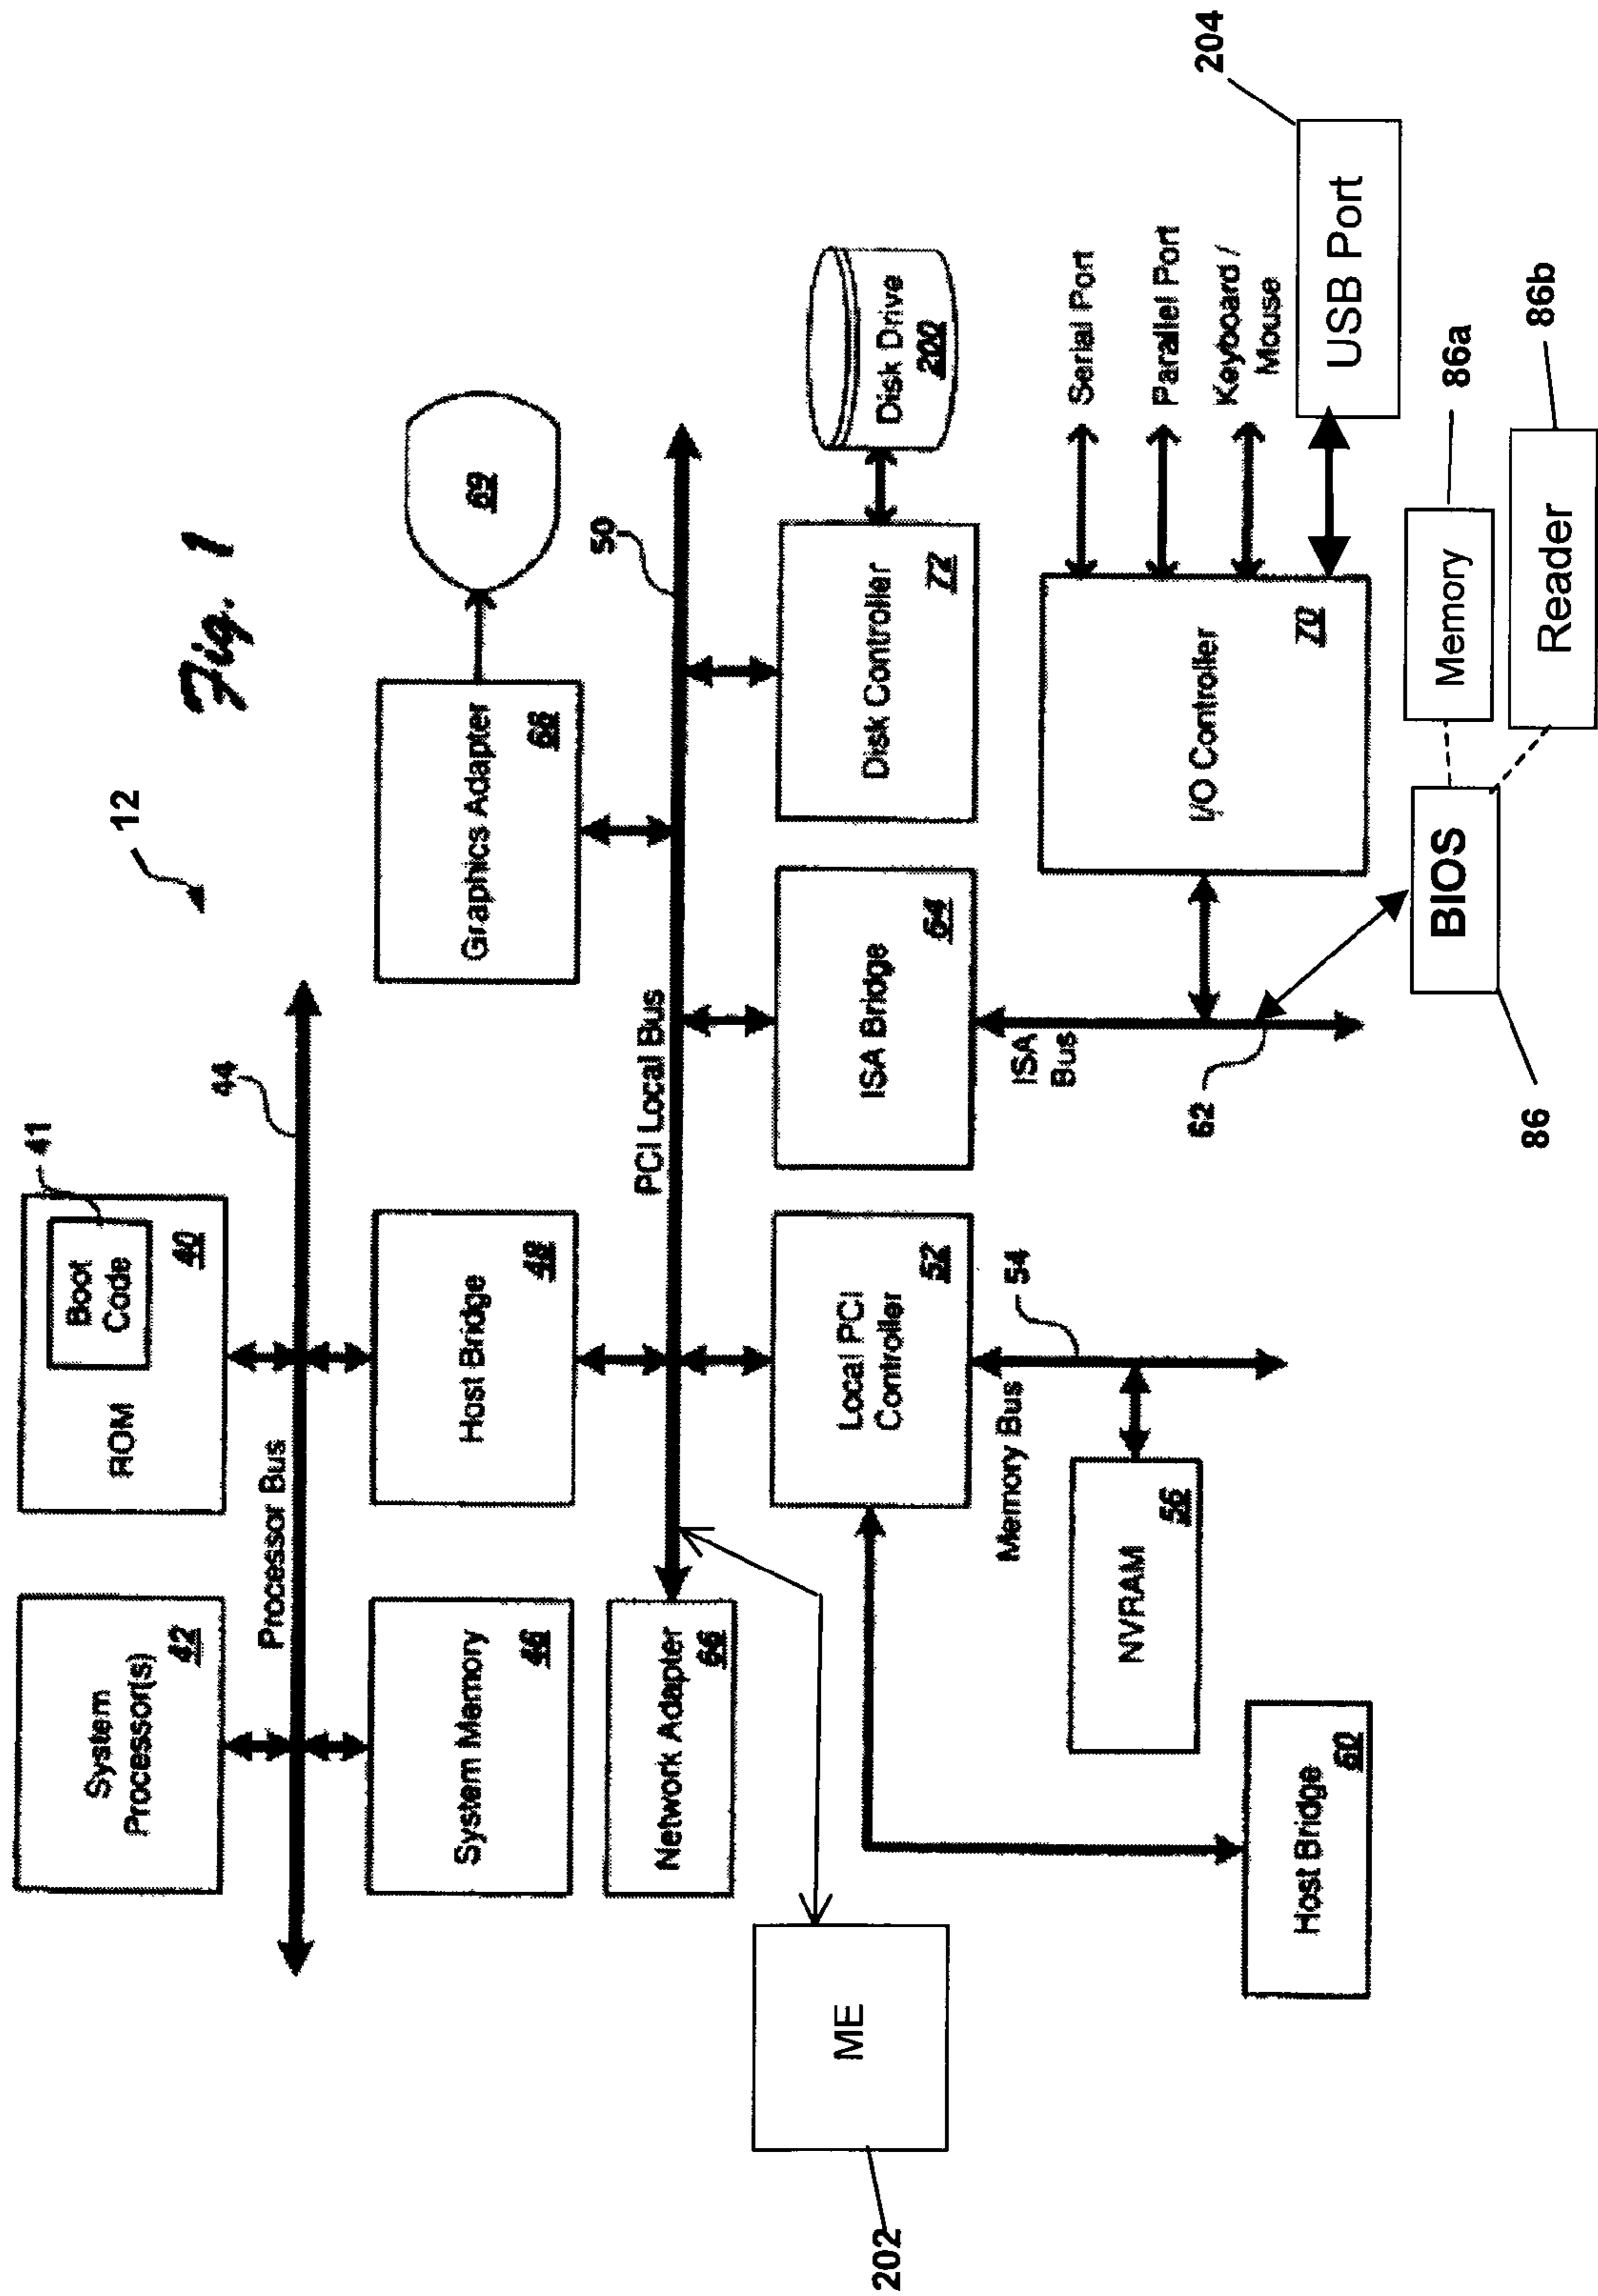 Fig. 1
12
41
44
Boot
Code
ROM
40
System
Processor(s)
42
Processor Bus
System Memory
46
Host Bridge
48
Graphics Adapter
68
69
50
PCI Local Bus
Network Adapter
66
ME
202
Local PCI
Controller
52
ISA Bridge
64
Disk Controller
72
Disk Drive
200
Memory Bus
54
NVRAM
56
Host Bridge
60
ISA
Bus
62
I/O Controller
70
Serial Port
Parallel Port
Keyboard /
Mouse
USB Port
204
BIOS
86
Memory
86a
Reader
86b